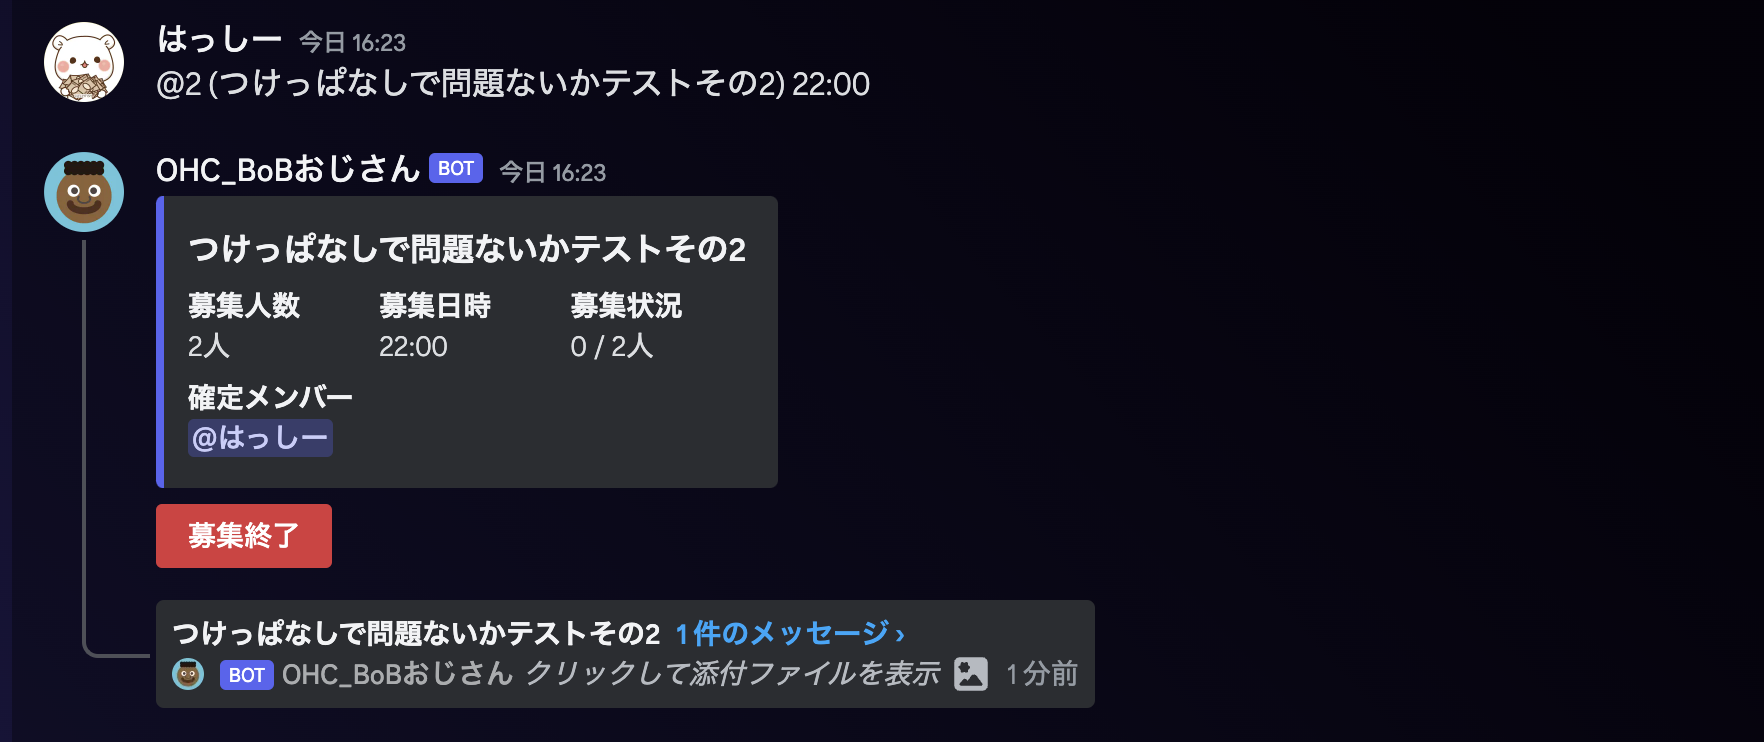 はっしー 今日 16:23
@2 (つけっぱなしで問題ないかテストその2) 22:00
OHC_BoBおじさん BOT 今日 16:23
つけっぱなしで問題ないかテストその2
募集人数 募集日時 募集状況
2人 22:00 0 / 2人
確定メンバー
@はっしー
募集終了
つけっぱなしで問題ないかテストその2 1件のメッセージ ›
BOT OHC_BoBおじさん クリックして添付ファイルを表示 1分前